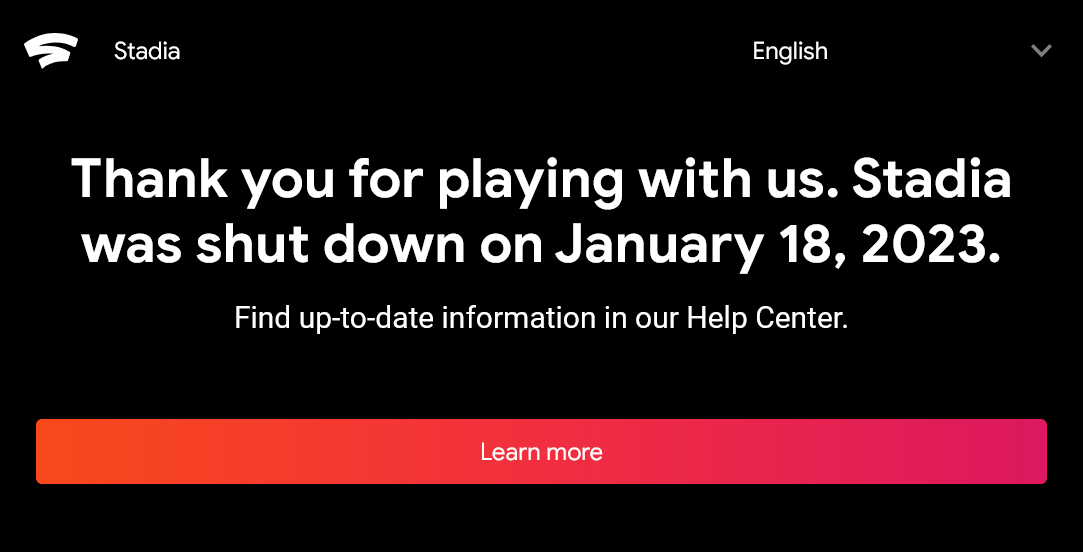 Stadia
English
Thank you for playing with us. Stadia
was shut down on January 18, 2023.
Find up-to-date information in our Help Center.
Learn more